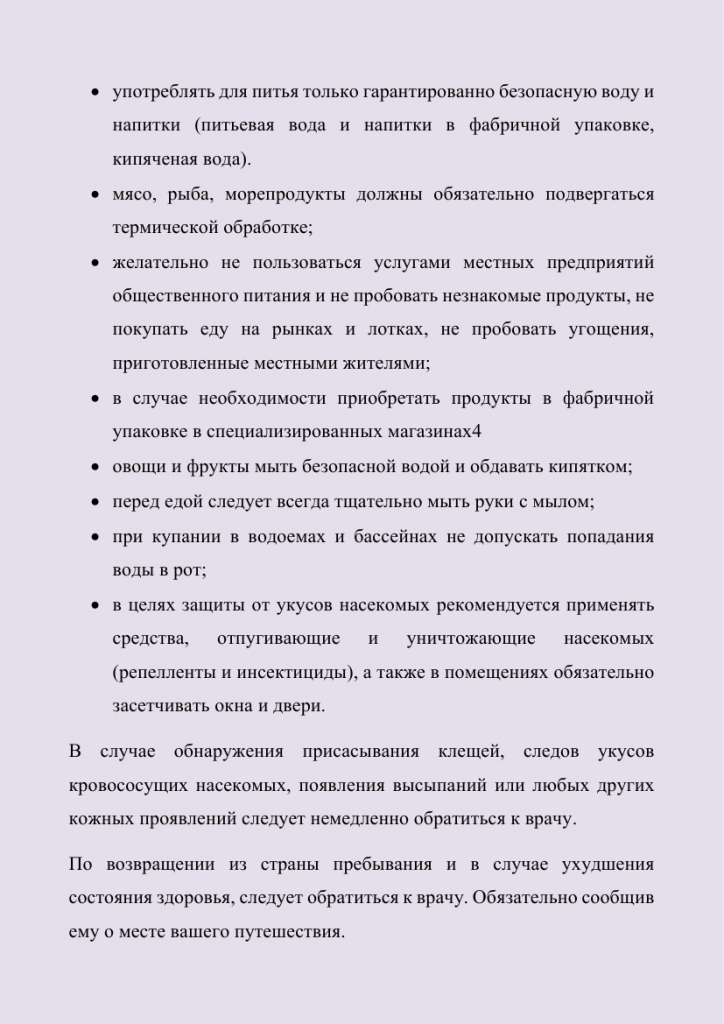 • употреблять для питья только гарантированно безопасную воду и
напитки (питьевая вода и напитки в фабричной упаковке,
кипяченая вода).
• мясо, рыба, морепродукты должны обязательно подвергаться
термической обработке;
• желательно не пользоваться услугами местных предприятий
общественного питания и не пробовать незнакомые продукты, не
покупать еду на рынках и лотках, не пробовать угощения,
приготовленные местными жителями;
• в случае необходимости приобретать продукты в фабричной
упаковке в специализированных магазинах4
• овощи и фрукты мыть безопасной водой и обдавать кипятком;
• перед едой следует всегда тщательно мыть руки с мылом;
• при купании в водоемах и бассейнах не допускать попадания
воды в рот;
• в целях защиты от укусов насекомых рекомендуется применять
средства, отпугивающие и уничтожающие насекомых
(репелленты и инсектициды), а также в помещениях обязательно
засетчивать окна и двери.
В случае обнаружения присасывания клещей, следов укусов
кровососущих насекомых, появления высыпаний или любых других
кожных проявлений следует немедленно обратиться к врачу.
По возвращении из страны пребывания и в случае ухудшения
состояния здоровья, следует обратиться к врачу. Обязательно сообщив
ему о месте вашего путешествия.